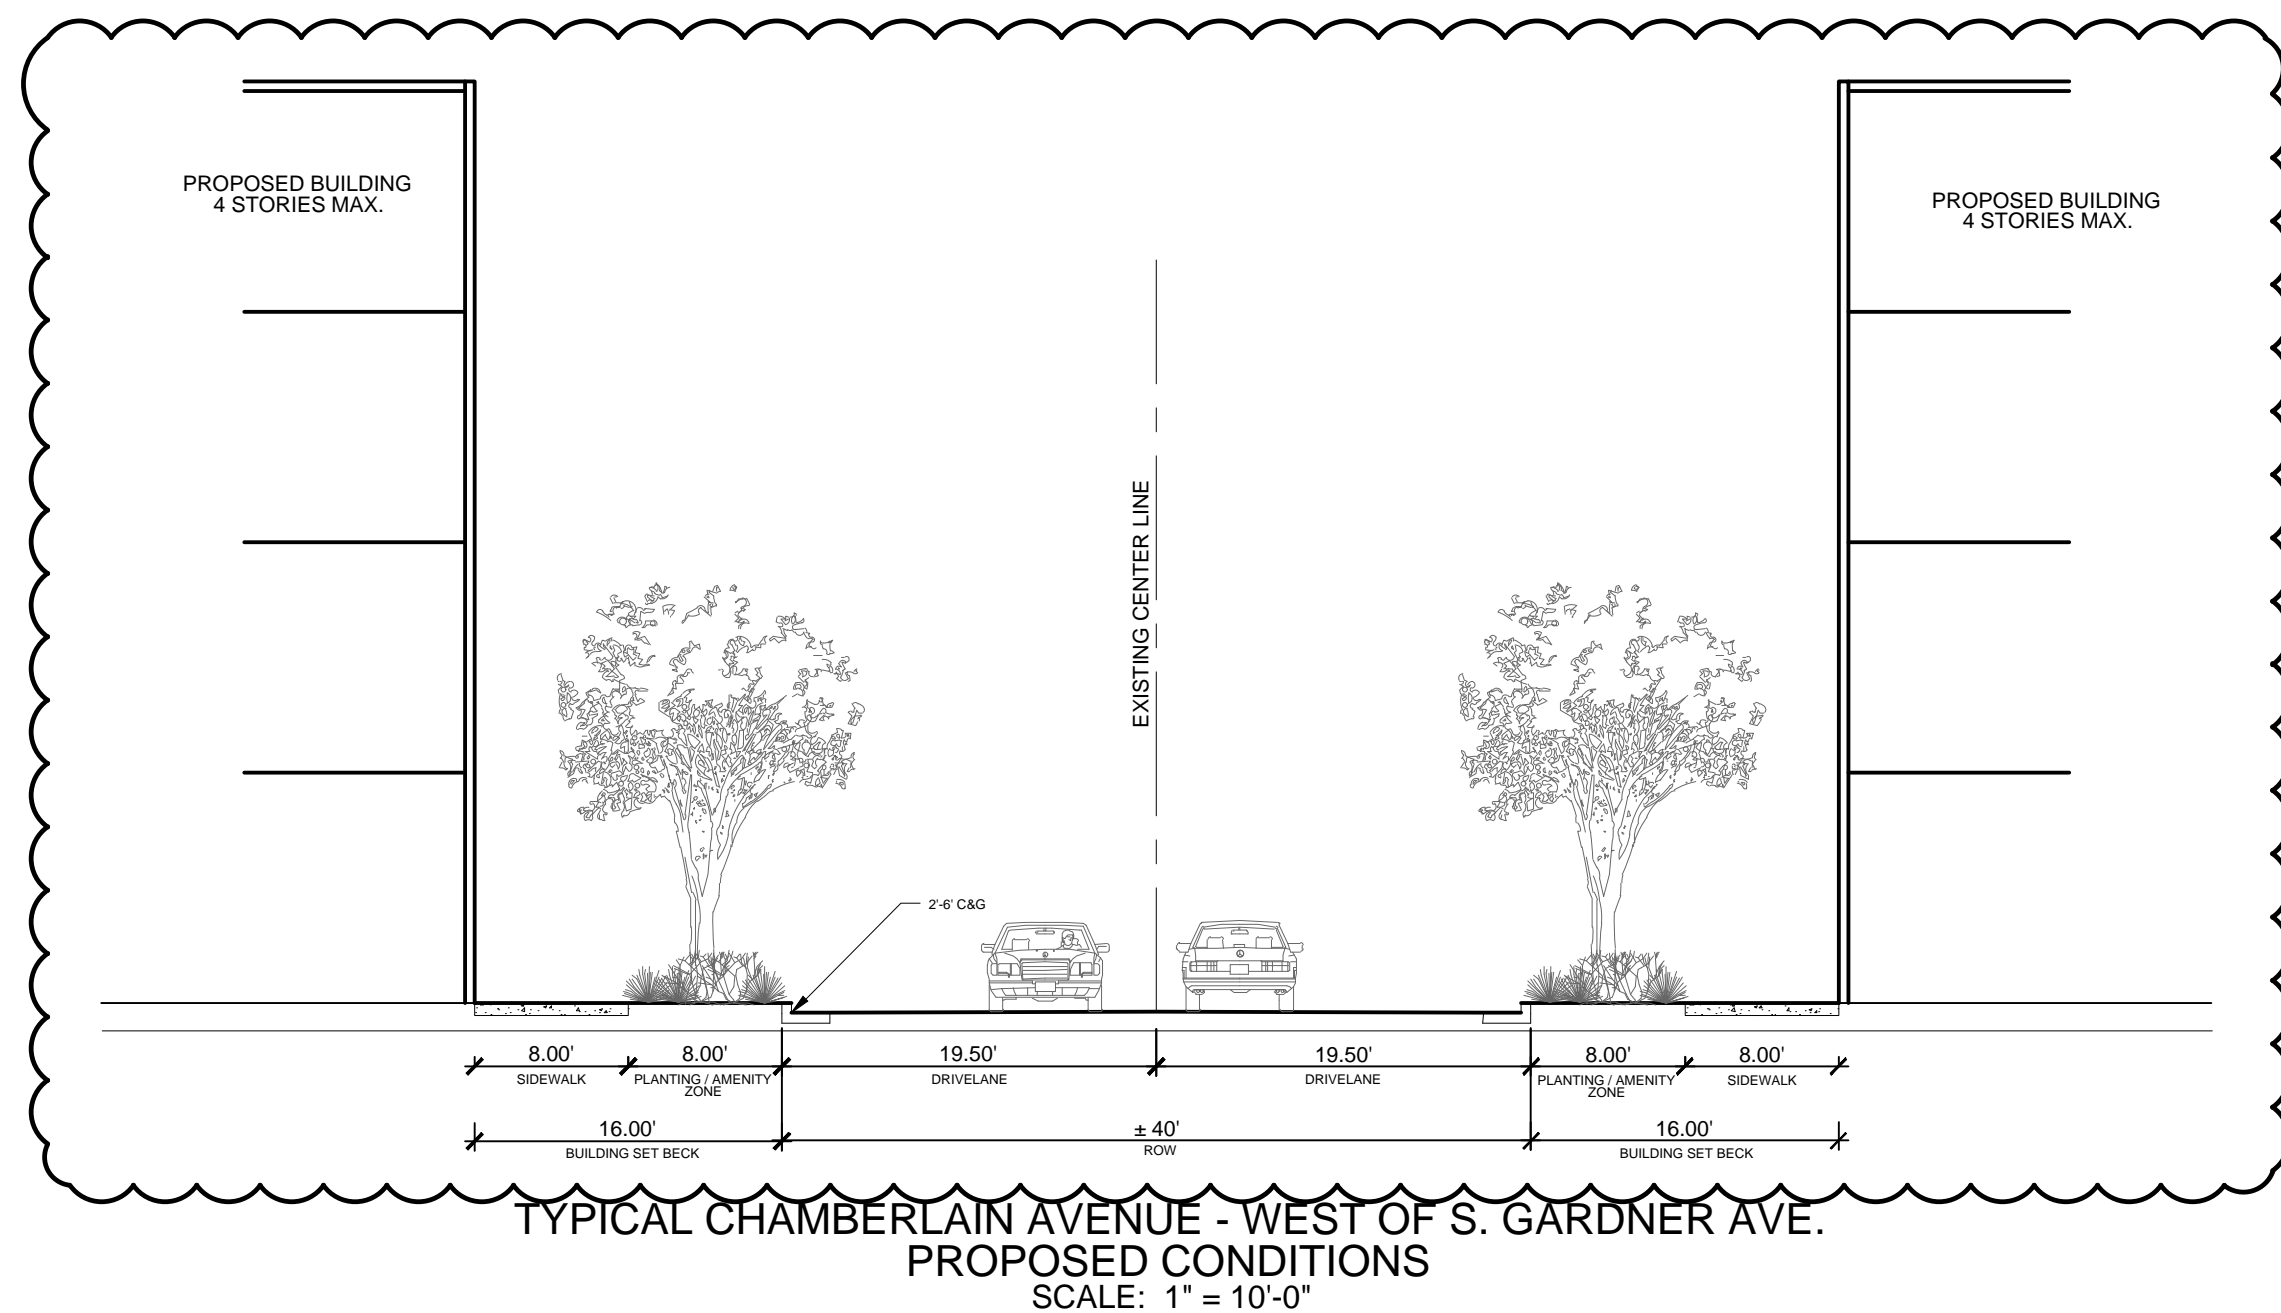 PROPOSED BUILDING
4 STORIES MAX.
PROPOSED BUILDING
4 STORIES MAX.
EXISTING CENTER LINE
2'-6' C&G
8.00'
SIDEWALK
8.00'
PLANTING / AMENITY
ZONE
19.50'
DRIVELANE
19.50'
DRIVELANE
8.00'
PLANTING / AMENITY
ZONE
8.00'
SIDEWALK
16.00'
BUILDING SET BECK
± 40'
ROW
16.00'
BUILDING SET BECK
TYPICAL CHAMBERLAIN AVENUE - WEST OF S. GARDNER AVE.
PROPOSED CONDITIONS
SCALE: 1" = 10'-0"